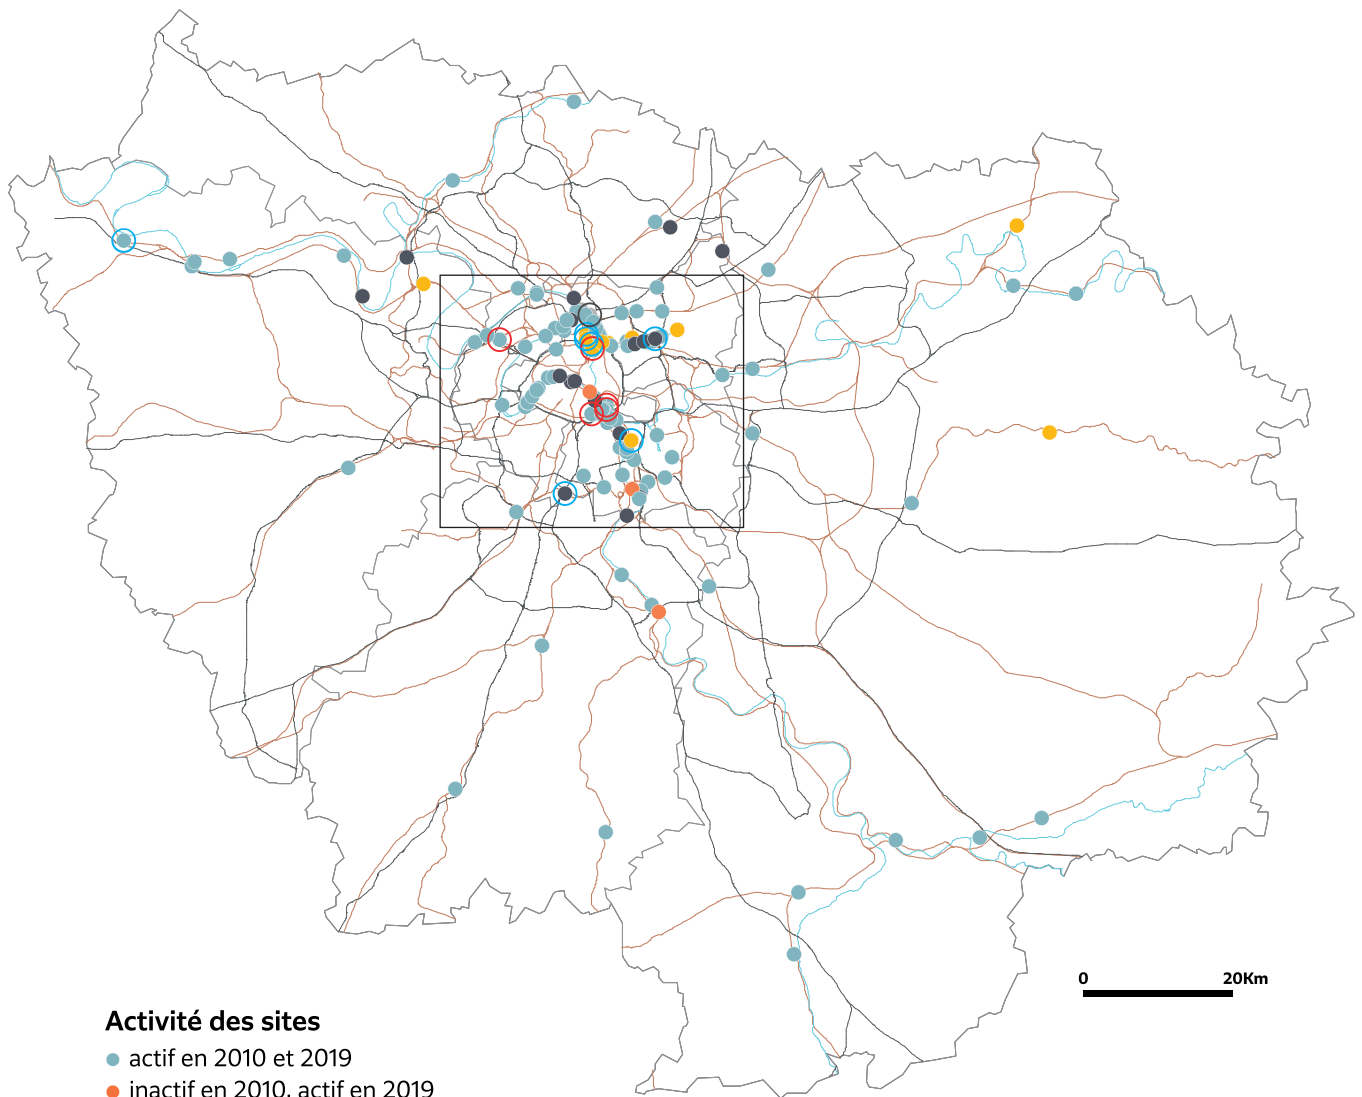 0 20Km
Activité des sites
actif en 2010 et 2019
inactif en 2010, actif en 2019